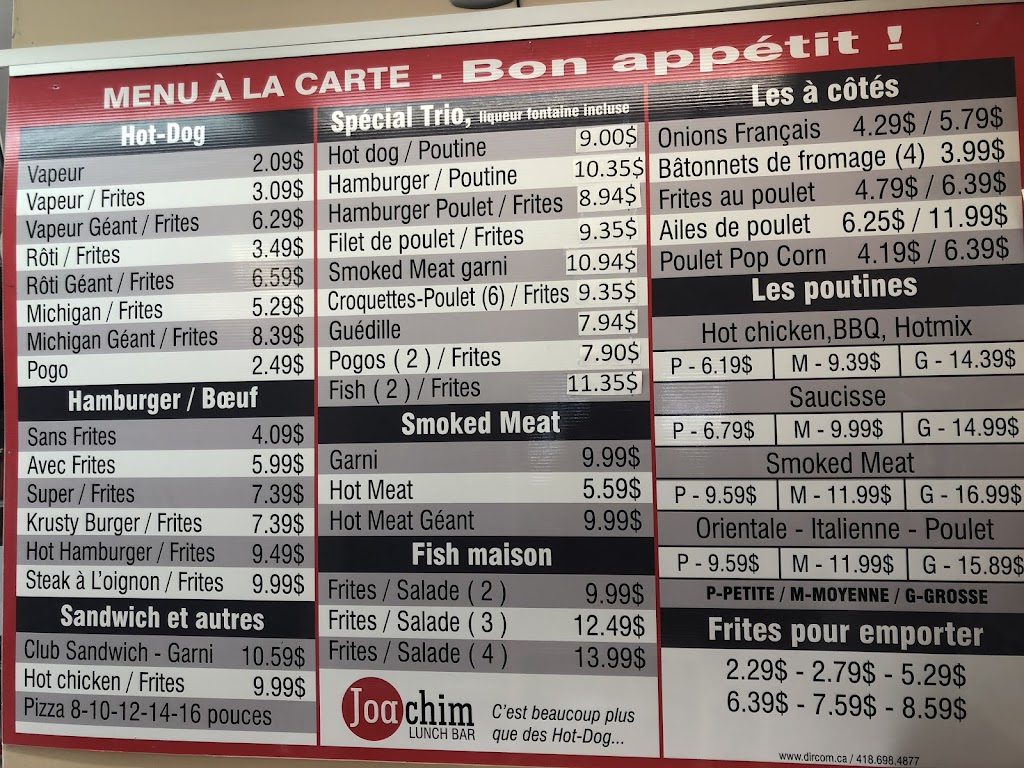 MENU À LA CARTE - Bon appétit !
Hot-Dog
Vapeur 2.09$
Vapeur / Frites 3.09$
Vapeur Géant / Frites 6.29$
Rôti / Frites 3.49$
Rôti Géant / Frites 6.59$
Michigan / Frites 5.29$
Michigan Géant / Frites 8.39$
Pogo 2.49$
Hamburger / Bœuf
Sans Frites 4.09$
Avec Frites 5.99$
Super / Frites 7.39$
Krusty Burger / Frites 7.39$
Hot Hamburger / Frites 9.49$
Steak à L'oignon / Frites 9.99$
Sandwich et autres
Club Sandwich - Garni 10.59$
Hot chicken / Frites 9.99$
Pizza 8-10-12-14-16 pouces
Spécial Trio, liqueur fontaine incluse
Hot dog / Poutine 9.00$
Hamburger / Poutine 10.35$
Hamburger Poulet / Frites 8.94$
Filet de poulet / Frites 9.35$
Smoked Meat garni 10.94$
Croquettes-Poulet (6) / Frites 9.35$
Guédille 7.94$
Pogos ( 2 ) / Frites 7.90$
Fish ( 2 ) / Frites 11.35$
Smoked Meat
Garni 9.99$
Hot Meat 5.59$
Hot Meat Géant 9.99$
Fish maison
Frites / Salade ( 2 ) 9.99$
Frites / Salade ( 3 ) 12.49$
Frites / Salade ( 4 ) 13.99$
Joachim
LUNCH BAR
C'est beaucoup plus
que des Hot-Dog...
Les à côtés
Onions Français 4.29$ / 5.79$
Bâtonnets de fromage (4) 3.99$
Frites au poulet 4.79$ / 6.39$
Ailes de poulet 6.25$ / 11.99$
Poulet Pop Corn 4.19$ / 6.39$
Les poutines
Hot chicken,BBQ, Hotmix
P - 6.19$ M - 9.39$ G - 14.39$
Saucisse
P - 6.79$ M - 9.99$ G - 14.99$
Smoked Meat
P - 9.59$ M - 11.99$ G - 16.99$
Orientale - Italienne - Poulet
P - 9.59$ M - 11.99$ G - 15.89$
P-PETITE / M-MOYENNE / G-GROSSE
Frites pour emporter
2.29$ - 2.79$ - 5.29$
6.39$ - 7.59$ - 8.59$
www.dircom.ca / 418.698.4877